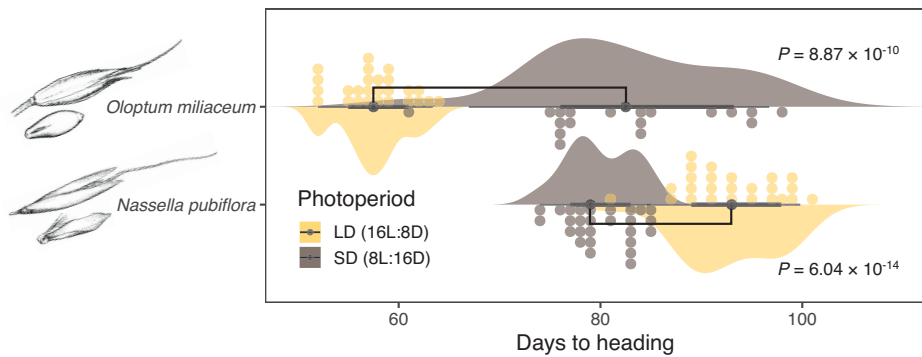 P = 8.87 × 10⁻¹⁰
Oloptum miliaceum
Nassella pubiflora
Photoperiod
LD (16L:8D)
SD (8L:16D)
P = 6.04 × 10⁻¹⁴
60 80 100
Days to heading